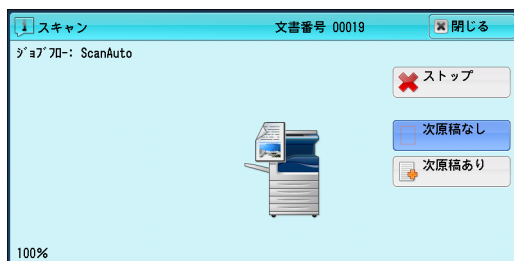 スキャン 文書番号 00019 閉じる
ｼﾞｮﾌﾞﾌﾛｰ: ScanAuto
ストップ
次原稿なし
次原稿あり
100%